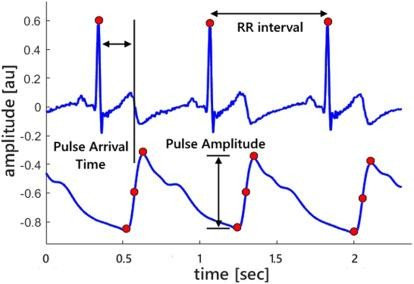 0.6
0.4
0.2
0
-0.2
-0.4
-0.6
-0.8
amplitude [au]
RR interval
Pulse Arrival
Time
Pulse Amplitude
0
0.5
1
1.5
2
time [sec]